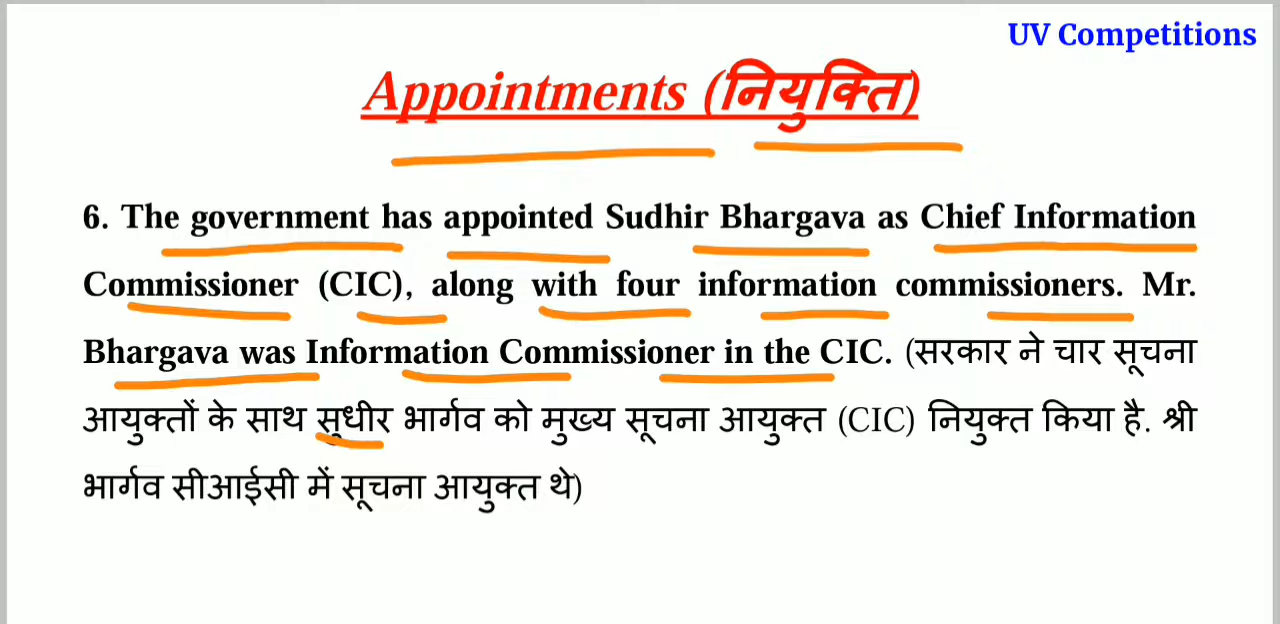 UV Competitions
Appointments (नियुक्ति)
6. The government has appointed Sudhir Bhargava as Chief Information
Commissioner (CIC), along with four information commissioners. Mr.
Bhargava was Information Commissioner in the CIC. (सरकार ने चार सूचना
आयुक्तों के साथ सुधीर भार्गव को मुख्य सूचना आयुक्त (CIC) नियुक्त किया है. श्री
भार्गव सीआईसी में सूचना आयुक्त थे)